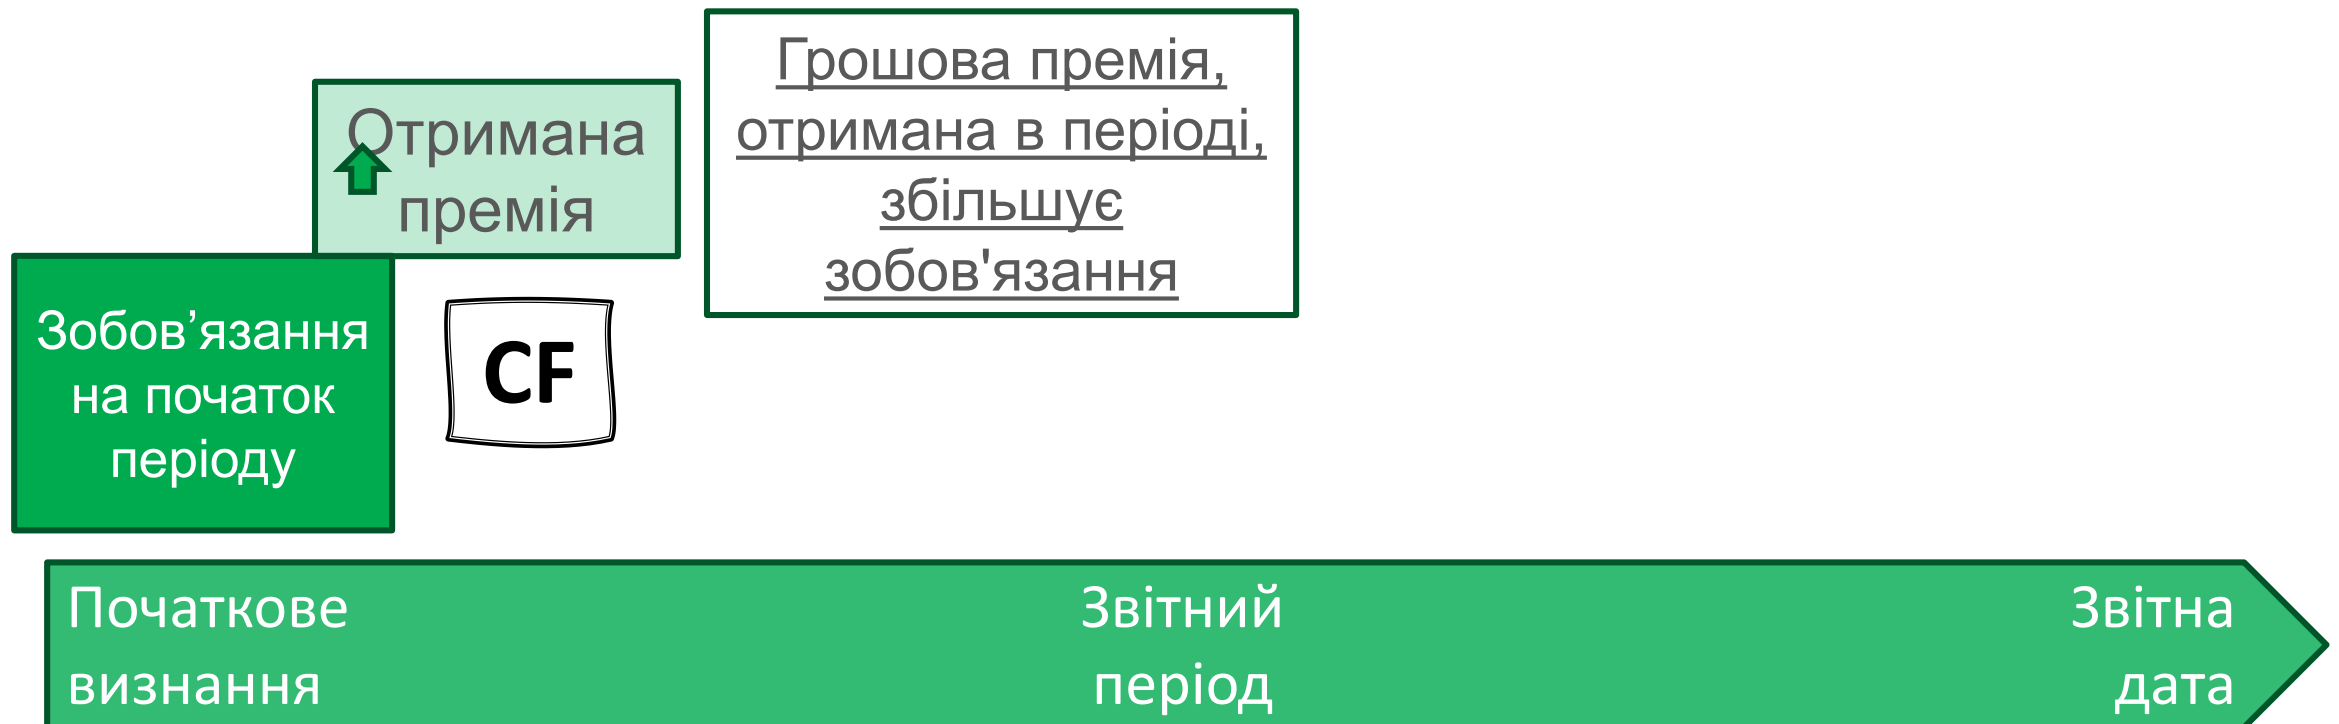 Грошова премія,
отримана в періоді,
збільшує
зобов'язання
Отримана
премія
Зобов’язання
на початок
періоду
CF
Початкове
визнання
Звітний
період
Звітна
дата